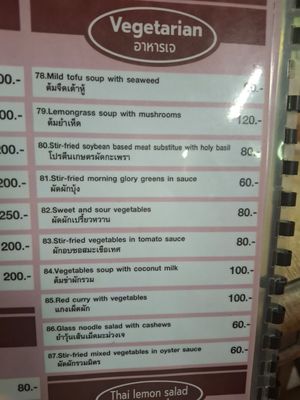 Vegetarian
อาหารเจ
78.Mild tofu soup with seaweed
ต้มจืดเต้าหู้
79.Lemongrass soup with mushrooms 120.-
ต้มยำเห็ด
80.Stir-fried soybean based meat substitue with holy basil 80.-
โปรตีนเกษตรผัดกะเพรา
81.Stir-fried morning glory greens in sauce 60.-
ผัดผักบุ้ง
82.Sweet and sour vegetables 80.-
ผัดผักเปรี้ยวหวาน
83.Stir-fried vegetables in tomato sauce 80.-
ผัดผักซอสมะเขือเทศ
84.Vegetables soup with coconut milk 100.-
ต้มข่าผักรวม
85.Red curry with vegetables 100.-
แกงเผ็ดผัก
86.Glass noodle salad with cashews 60.-
ยำวุ้นเส้นเม็ดมะม่วงเจ
87.Stir-fried mixed vegetables in oyster sauce 60.-
ผัดผักรวมมิตร
Thai lemon salad
00.-
200.-
200.-
250.-
200.-
200.-
80.-